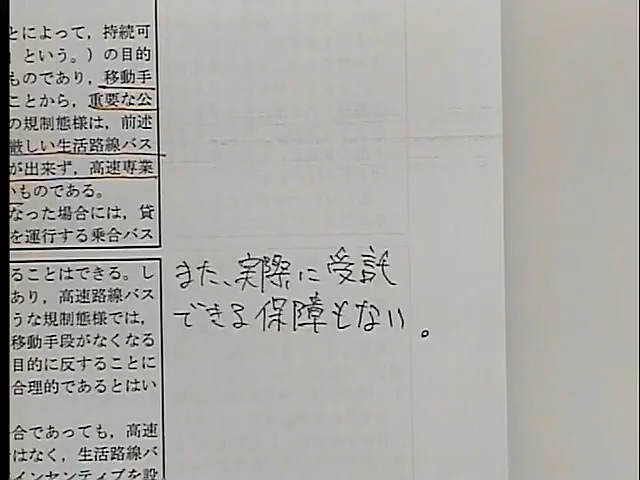 とによって，持続可
という。）の目的
ものであり，移動手
ことから，重要な公
の規制態様は，前述
厳しい生活路線バス
が出来ず，高速専業
いものである。
なった場合には，貸
を運行する乗合バス
ることはできる。し
あり，高速路線バス
うな規制態様では，
移動手段がなくなる
目的に反することに
合理的であるとはい
合であっても，高速
はなく，生活路線バ
インセンティブを設
また、実際に受託
できる保障もない。